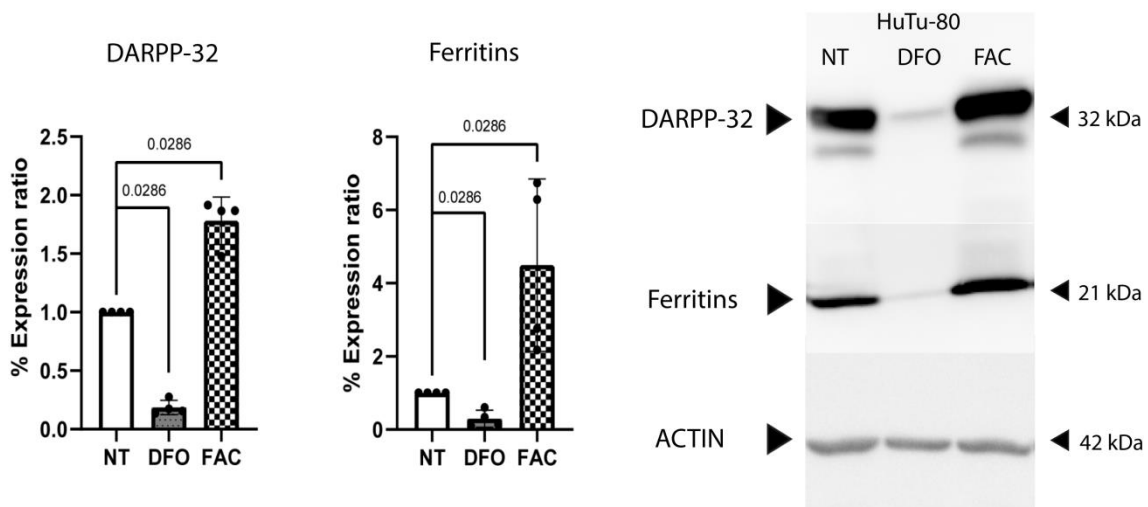 DARPP-32
0.0286
0.0286
% Expression ratio
2.5
2.0
1.5
1.0
0.5
0.0
NT DFO FAC
Ferritins
0.0286
0.0286
% Expression ratio
8
6
4
2
0
NT DFO FAC
HuTu-80
NT DFO FAC
DARPP-32 32 kDa
Ferritins 21 kDa
ACTIN 42 kDa